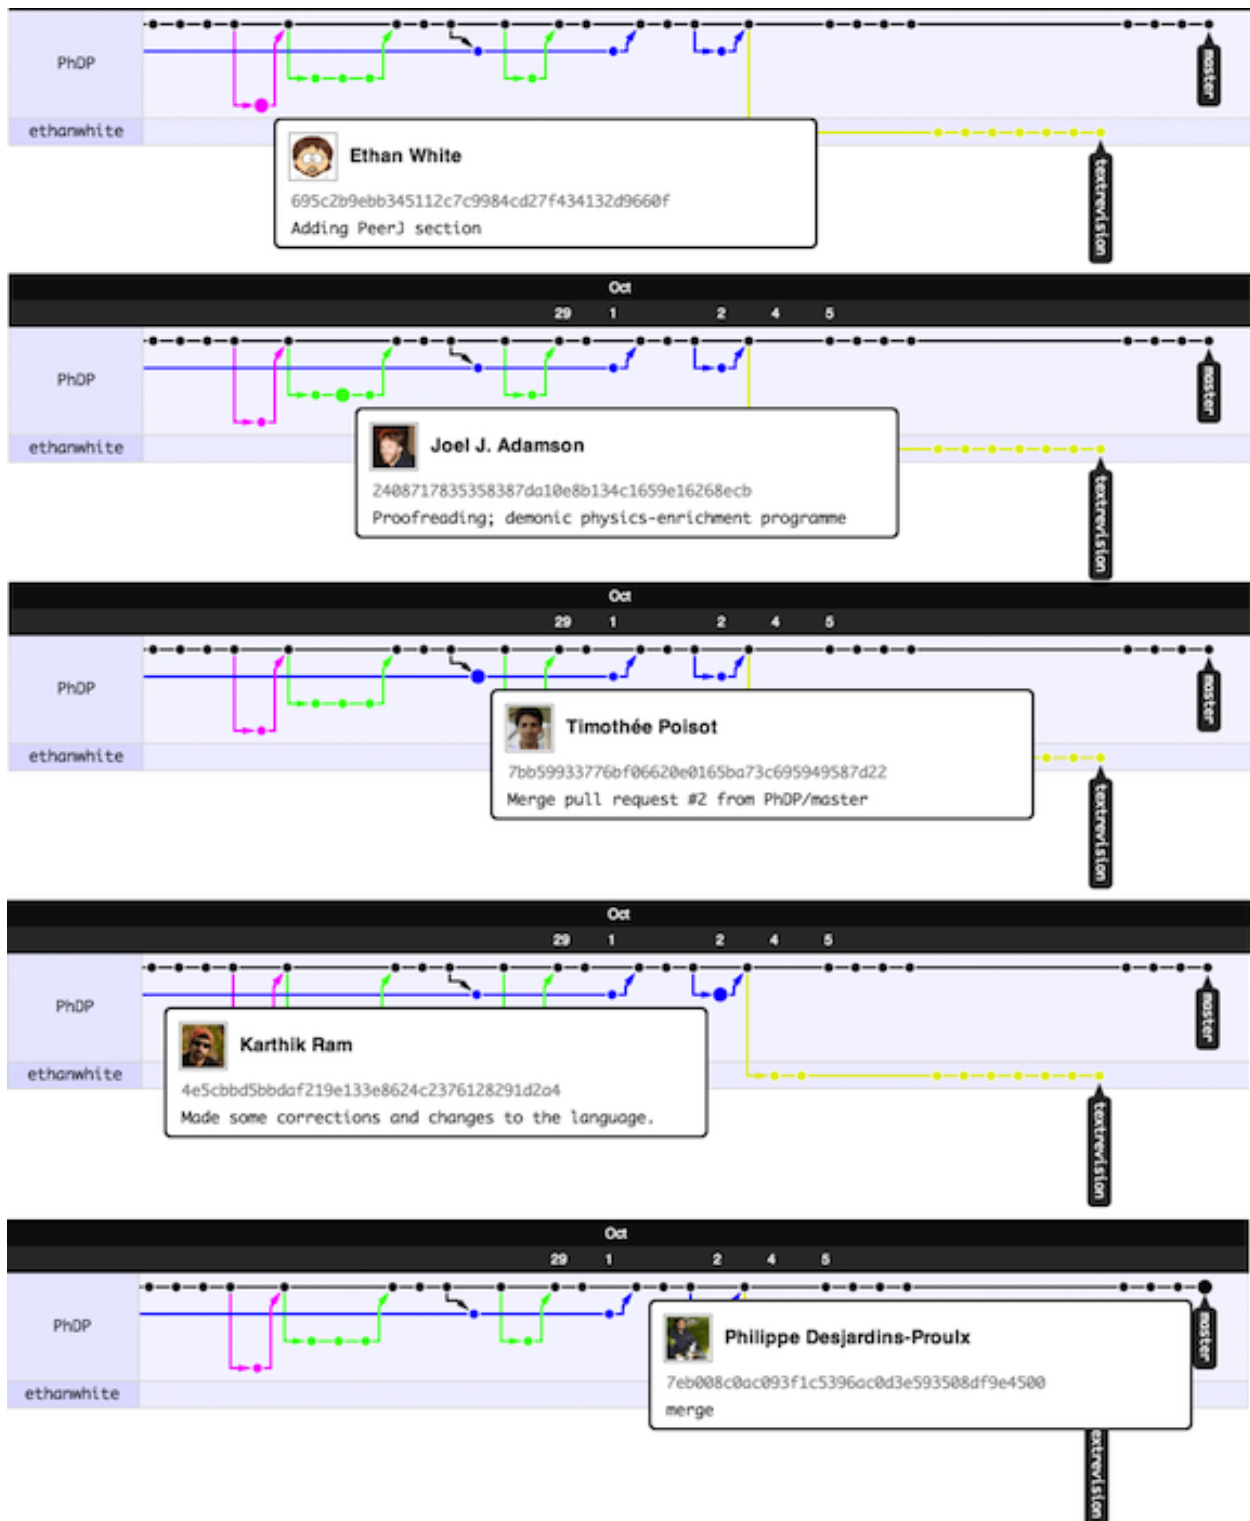 PhDP
master
ethanwhite
Ethan White
695c2b9ebb345112c7c9984cd27f434132d9660f
Adding PeerJ section
textrevision
Oct
29 1 2 4 5
PhDP
master
ethanwhite
Joel J. Adamson
2408717835358387da10e8b134c1659e16268ecb
Proofreading; demonic physics-enrichment programme
textrevision
Oct
29 1 2 4 5
PhDP
master
ethanwhite
Timothée Poisot
7bb59933776bf06620e0165ba73c695949587d22
Merge pull request #2 from PhDP/master
textrevision
Oct
29 1 2 4 5
PhDP
master
ethanwhite
Karthik Ram
4e5cbbd5bbdaf219e133e8624c2376128291d2a4
Made some corrections and changes to the language.
textrevision
Oct
29 1 2 4 5
PhDP
master
ethanwhite
Philippe Desjardins-Proulx
7eb008c0ac093f1c5396ac0d3e593508df9e4500
merge
extrevision